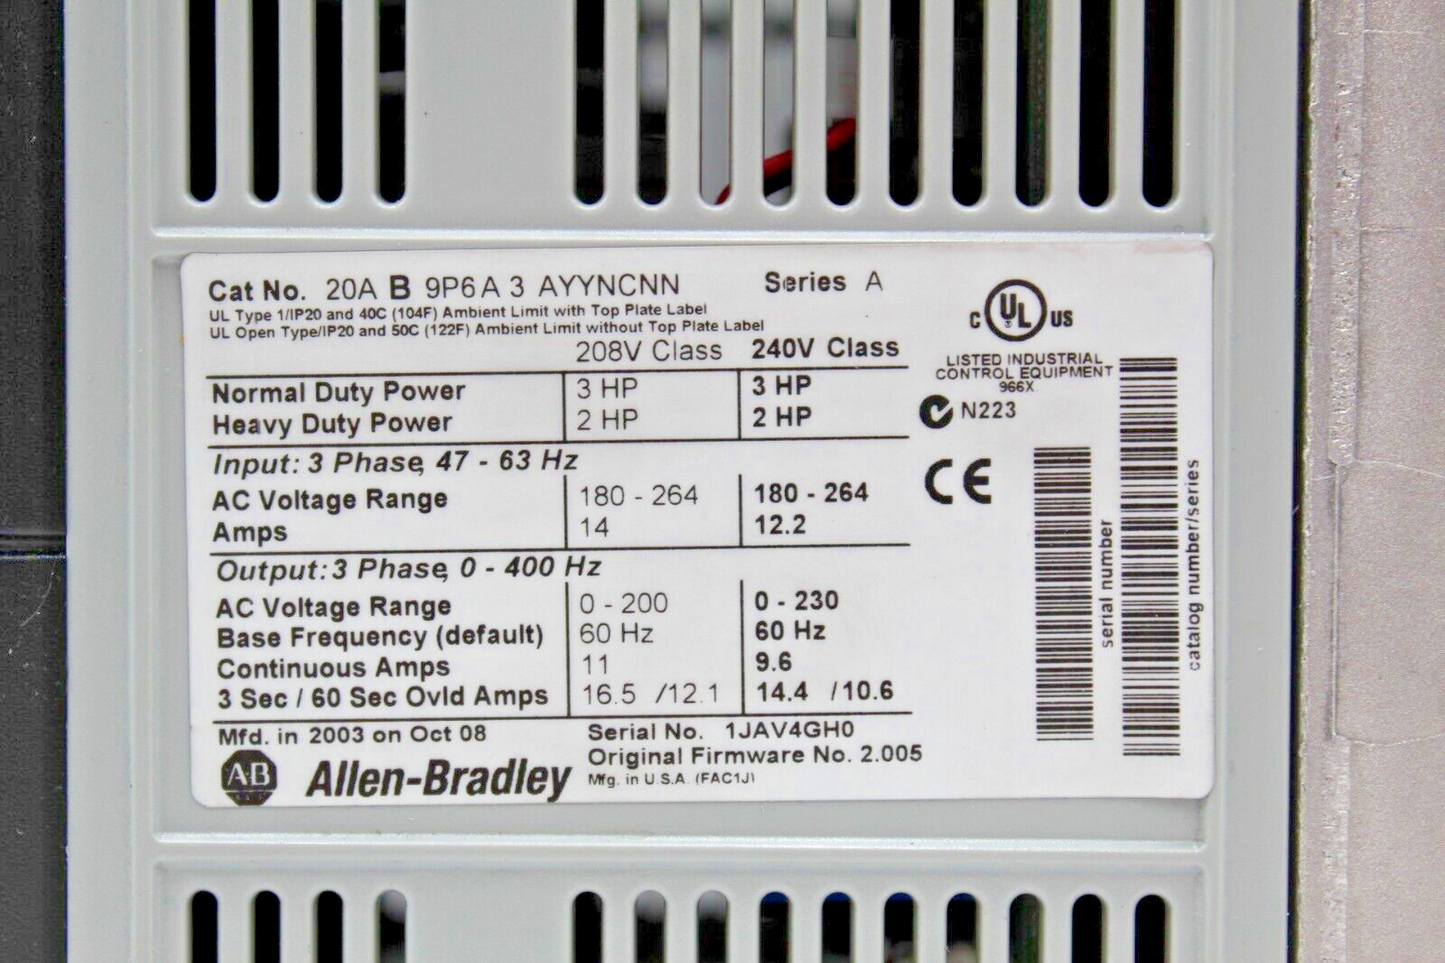 Cat No. 20A B 9P6 A 3 AYYNCNN Series A
UL Type 1/IP20 and 40C (104F) Ambient Limit with Top Plate Label
UL Open Type/IP20 and 50C (122F) Ambient Limit without Top Plate Label
208V Class 240V Class
Normal Duty Power 3 HP 3 HP
Heavy Duty Power 2 HP 2 HP
Input: 3 Phase, 47 - 63 Hz
AC Voltage Range 180 - 264 180 - 264
Amps 14 12.2
Output: 3 Phase, 0 - 400 Hz
AC Voltage Range 0 - 200 0 - 230
Base Frequency (default) 60 Hz 60 Hz
Continuous Amps 11 9.6
3 Sec / 60 Sec Ovld Amps 16.5 /12.1 14.4 /10.6
Mfd. in 2003 on Oct 08
Serial No. 1JAV4GH0
Original Firmware No. 2.005
Mfg. in U.S.A. (FAC1J)
AB Allen-Bradley
C UL US
LISTED INDUSTRIAL
CONTROL EQUIPMENT
966X
N223
CE
serial number
catalog number/series